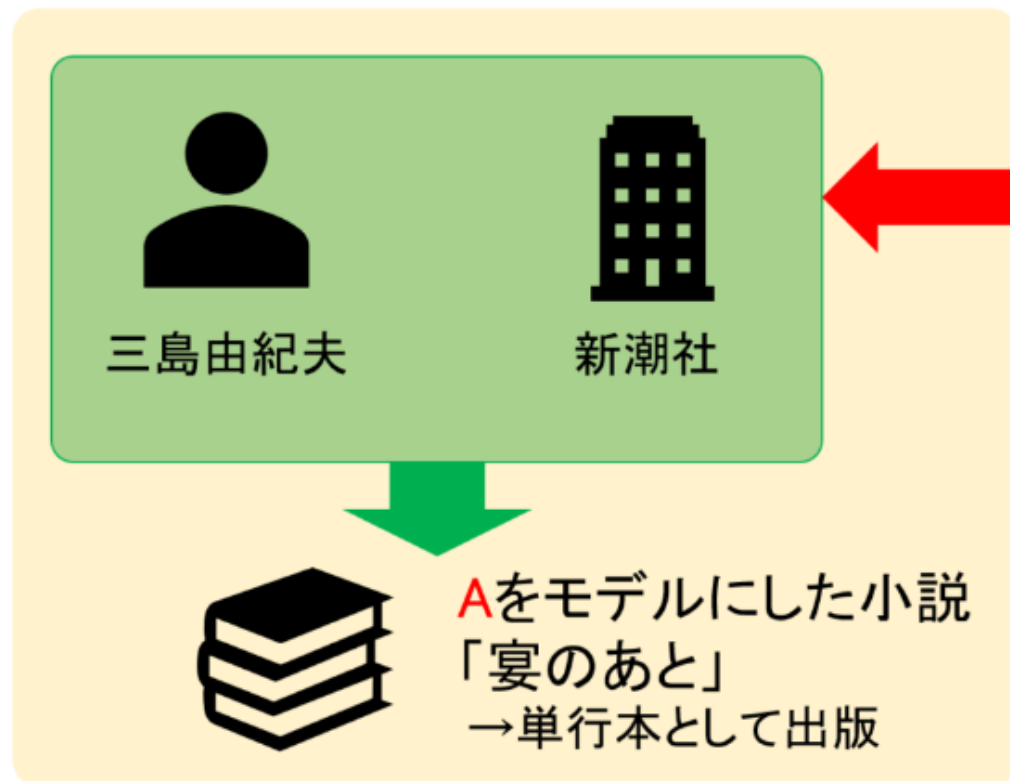 三島由紀夫
新潮社
Aをモデルにした小説
「宴のあと」
→単行本として出版